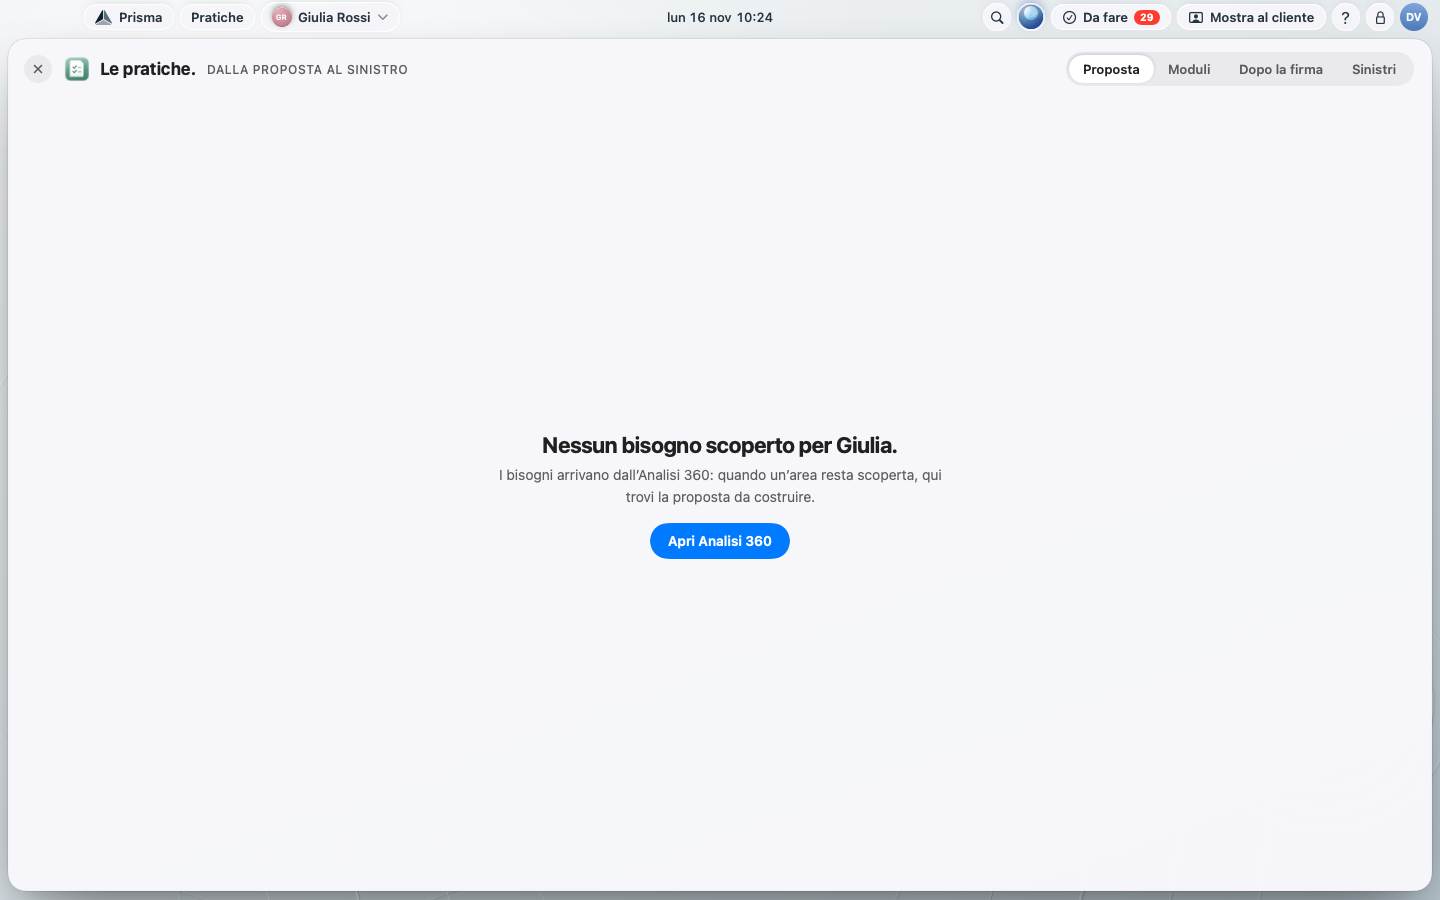 Prisma
Pratiche
GR
Giulia Rossi
lun 16 nov 10:24
Da fare
29
Mostra al cliente
?
DV
Le pratiche.
DALLA PROPOSTA AL SINISTRO
Proposta
Moduli
Dopo la firma
Sinistri
Nessun bisogno scoperto per Giulia.
I bisogni arrivano dall’Analisi 360: quando un’area resta scoperta, qui
trovi la proposta da costruire.
Apri Analisi 360